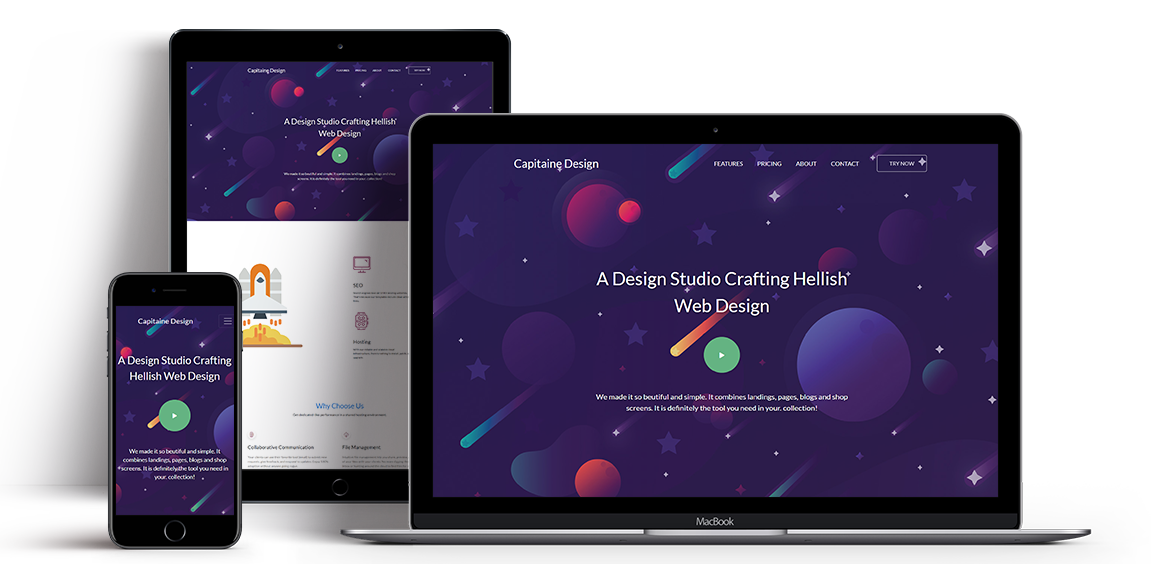 Capitaine Design
FEATURES PRICING ABOUT CONTACT TRY NOW
A Design Studio Crafting Hellish
Web Design
We made it so beutiful and simple. It combines landings, pages, blogs and shop
screens. It is definitely the tool you need in your. collection!
SEO
Hosting
Why Choose Us
Collaborative Communication
File Management
Capitaine Design
FEATURES PRICING ABOUT CONTACT TRY NOW
A Design Studio Crafting Hellish
Web Design
We made it so beutiful and simple. It combines landings, pages, blogs and shop
screens. It is definitely the tool you need in your. collection!
MacBook
Capitaine Design
A Design Studio Crafting
Hellish Web Design
We made it so beutiful and simple. It
combines landings, pages, blogs and shop
screens. It is definitely the tool you need in
your. collection!